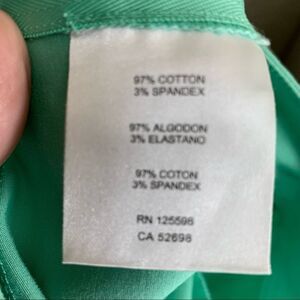 97% COTTON
3% SPANDEX
97% ALGODON
3% ELASTANO
97% COTON
3% SPANDEX
RN 125598
CA 52698